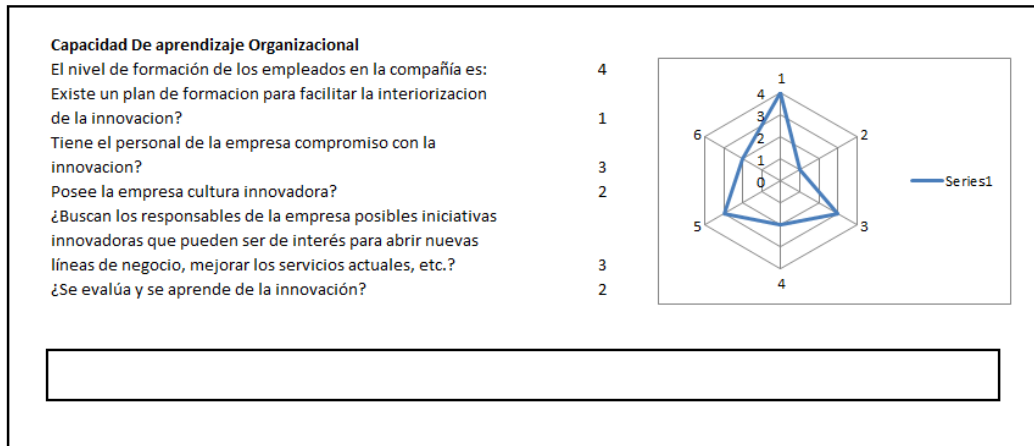 Capacidad De aprendizaje Organizacional
El nivel de formación de los empleados en la compañía es: 4
Existe un plan de formacion para facilitar la interiorizacion
de la innovacion? 1
Tiene el personal de la empresa compromiso con la
innovacion? 3
Posee la empresa cultura innovadora? 2
¿Buscan los responsables de la empresa posibles iniciativas
innovadoras que pueden ser de interés para abrir nuevas
líneas de negocio, mejorar los servicios actuales, etc.? 3
¿Se evalúa y se aprende de la innovación? 2
1
4
3
2
1
0
6
2
5
3
4
Series1